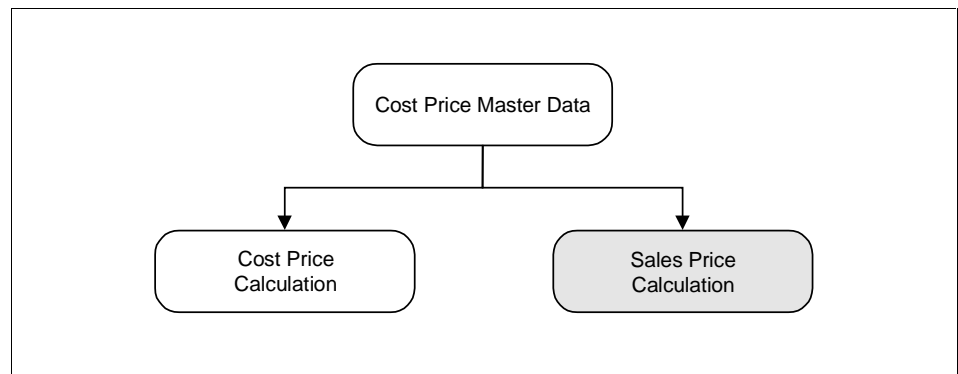 Cost Price Master Data
Cost Price
Calculation
Sales Price
Calculation